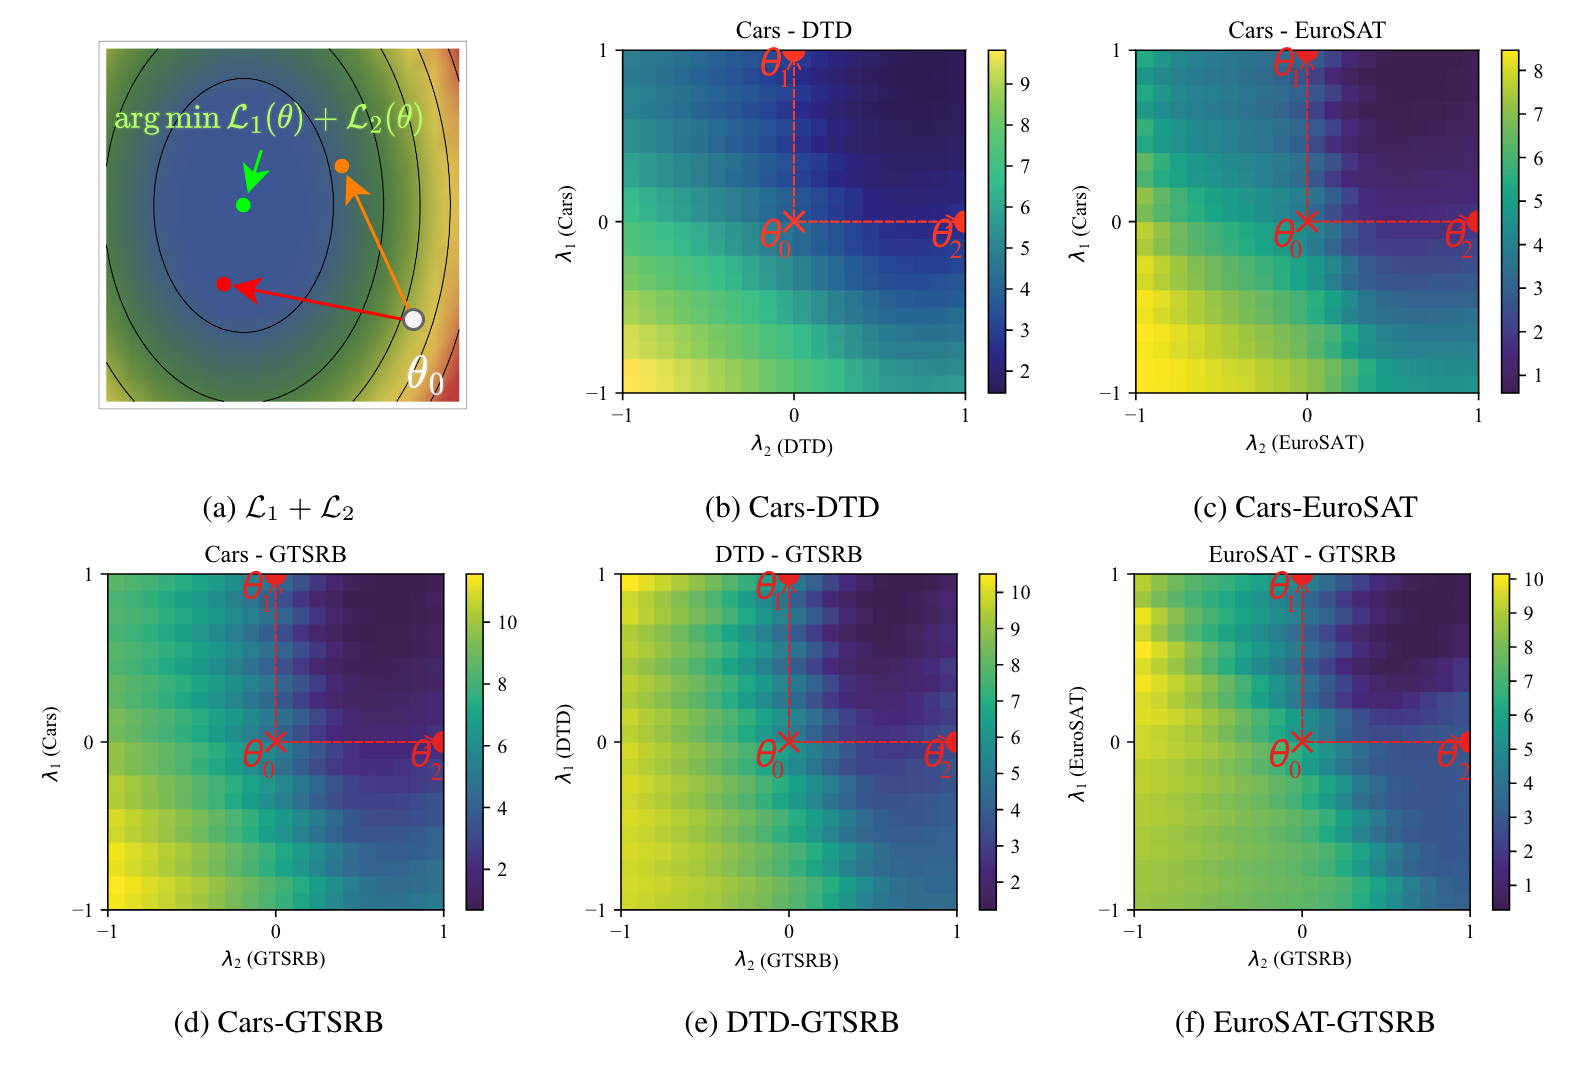 arg min ℒ₁(θ) + ℒ₂(θ)
θ₀
(a) ℒ₁ + ℒ₂
Cars - DTD
1
0
−1
λ₁ (Cars)
θ₁
θ₀
θ₂
−1
0
1
λ₂ (DTD)
9
8
7
6
5
4
3
2
(b) Cars-DTD
Cars - EuroSAT
1
0
−1
λ₁ (Cars)
θ₁
θ₀
θ₂
−1
0
1
λ₂ (EuroSAT)
8
7
6
5
4
3
2
1
(c) Cars-EuroSAT
Cars - GTSRB
1
0
−1
λ₁ (Cars)
θ₁
θ₀
θ₂
−1
0
1
λ₂ (GTSRB)
10
8
6
4
2
(d) Cars-GTSRB
DTD - GTSRB
1
0
−1
λ₁ (DTD)
θ₁
θ₀
θ₂
−1
0
1
λ₂ (GTSRB)
10
9
8
7
6
5
4
3
2
(e) DTD-GTSRB
EuroSAT - GTSRB
1
0
−1
λ₁ (EuroSAT)
θ₁
θ₀
θ₂
−1
0
1
λ₂ (GTSRB)
10
9
8
7
6
5
4
3
2
1
(f) EuroSAT-GTSRB